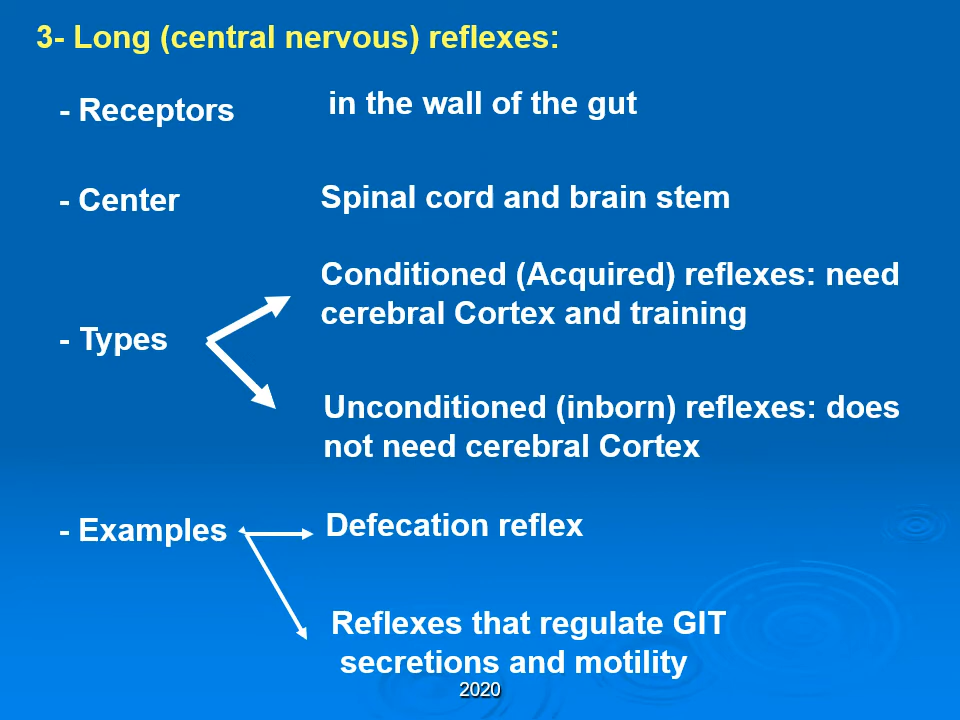 3- Long (central nervous) reflexes:
- Receptors
in the wall of the gut
- Center
Spinal cord and brain stem
- Types
Conditioned (Acquired) reflexes: need
cerebral Cortex and training
Unconditioned (inborn) reflexes: does
not need cerebral Cortex
- Examples
Defecation reflex
Reflexes that regulate GIT
secretions and motility
2020